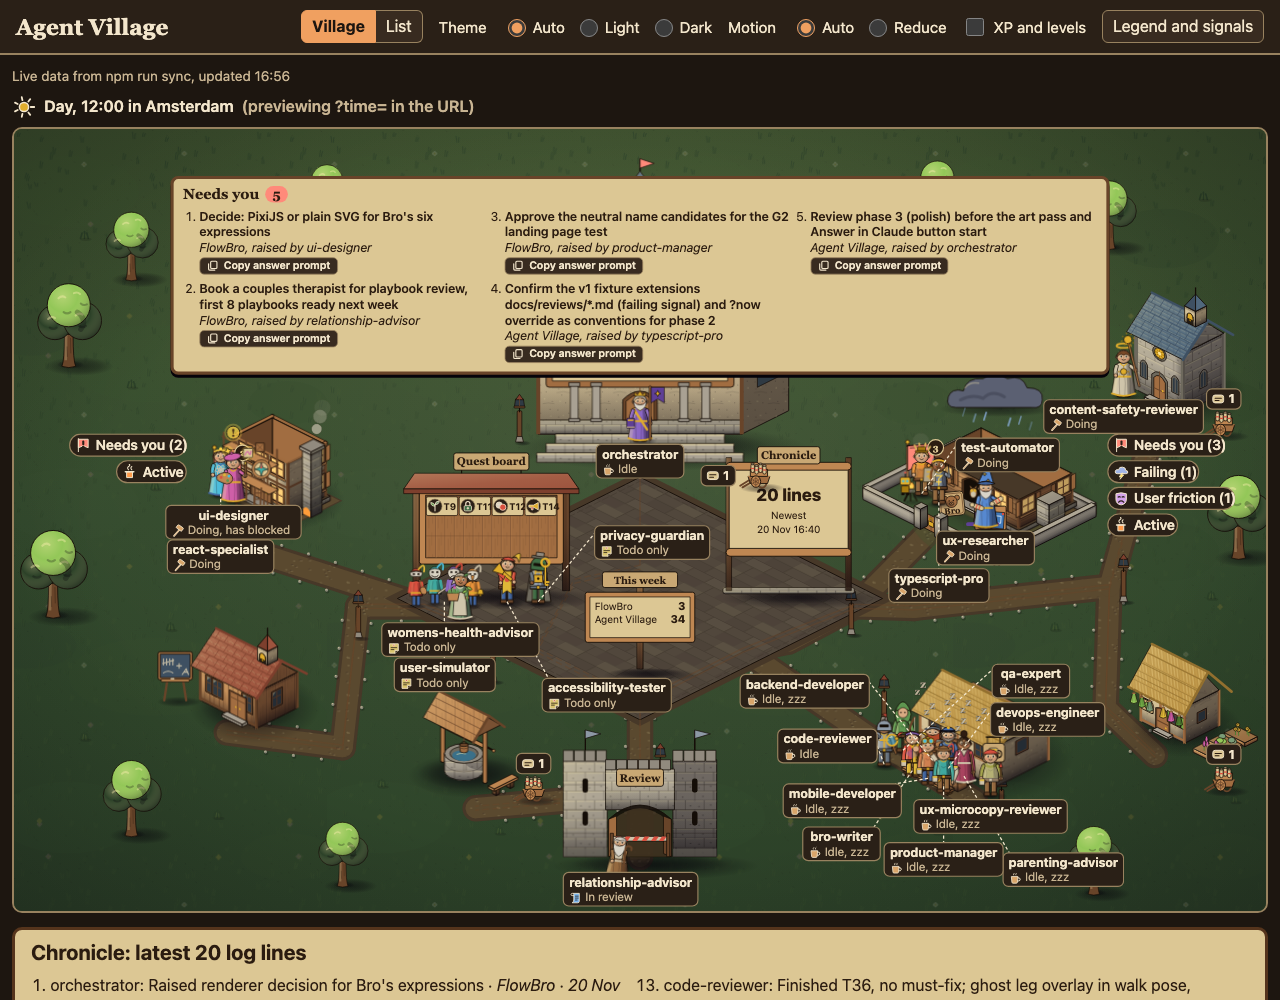 Agent Village
Village
List
Theme
Auto
Light
Dark
Motion
Auto
Reduce
XP and levels
Legend and signals
Live data from npm run sync, updated 16:56
Day, 12:00 in Amsterdam (previewing ?time= in the URL)
Needs you 5
1. Decide: PixiJS or plain SVG for Bro's six
expressions
FlowBro, raised by ui-designer
Copy answer prompt
2. Book a couples therapist for playbook review,
first 8 playbooks ready next week
FlowBro, raised by relationship-advisor
Copy answer prompt
3. Approve the neutral name candidates for the G2
landing page test
FlowBro, raised by product-manager
Copy answer prompt
4. Confirm the v1 fixture extensions
docs/reviews/*.md (failing signal) and ?now
override as conventions for phase 2
Agent Village, raised by typescript-pro
Copy answer prompt
5. Review phase 3 (polish) before the art pass and
Answer in Claude button start
Agent Village, raised by orchestrator
Copy answer prompt
content-safety-reviewer
Doing
1
Needs you (2)
Active
ui-designer
Doing, has blocked
react-specialist
Doing
Quest board
T9
T11
T12
T14
orchestrator
Idle
1
Chronicle
20 lines
Newest
20 Nov 16:40
3
test-automator
Doing
Bro
ux-researcher
Doing
typescript-pro
Doing
Needs you (3)
Failing (1)
User friction (1)
Active
privacy-guardian
Todo only
This week
FlowBro 3
Agent Village 34
womens-health-advisor
Todo only
user-simulator
Todo only
accessibility-tester
Todo only
backend-developer
Idle, zzz
z z
qa-expert
Idle, zzz
devops-engineer
Idle, zzz
code-reviewer
Idle
mobile-developer
Idle, zzz
ux-microcopy-reviewer
Idle, zzz
bro-writer
Idle, zzz
product-manager
Idle, zzz
parenting-advisor
Idle, zzz
1
1
Review
relationship-advisor
In review
Chronicle: latest 20 log lines
1. orchestrator: Raised renderer decision for Bro's expressions · FlowBro · 20 Nov
13. code-reviewer: Finished T36, no must-fix; ghost leg overlay in walk pose,